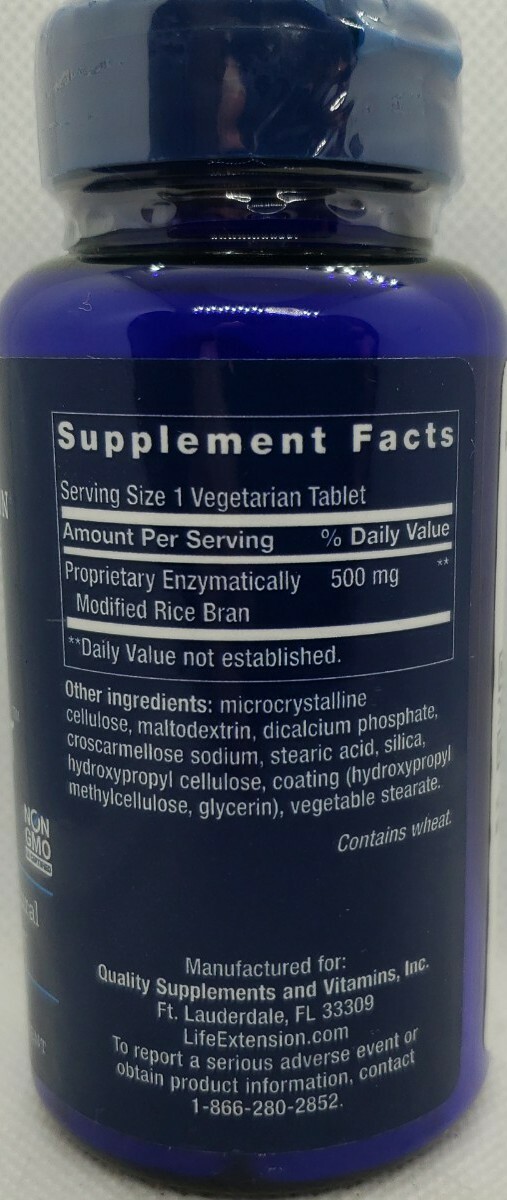 Supplement Facts
Serving Size 1 Vegetarian Tablet
Amount Per Serving % Daily Value
Proprietary Enzymatically 500 mg **
Modified Rice Bran
**Daily Value not established.
Other ingredients: microcrystalline
cellulose, maltodextrin, dicalcium phosphate,
croscarmellose sodium, stearic acid, silica,
hydroxypropyl cellulose, coating (hydroxypropyl
methylcellulose, glycerin), vegetable stearate.
Contains wheat.
NON
GMO
Manufactured for:
Quality Supplements and Vitamins, Inc.
Ft. Lauderdale, FL 33309
LifeExtension.com
To report a serious adverse event or
obtain product information, contact
1-866-280-2852.